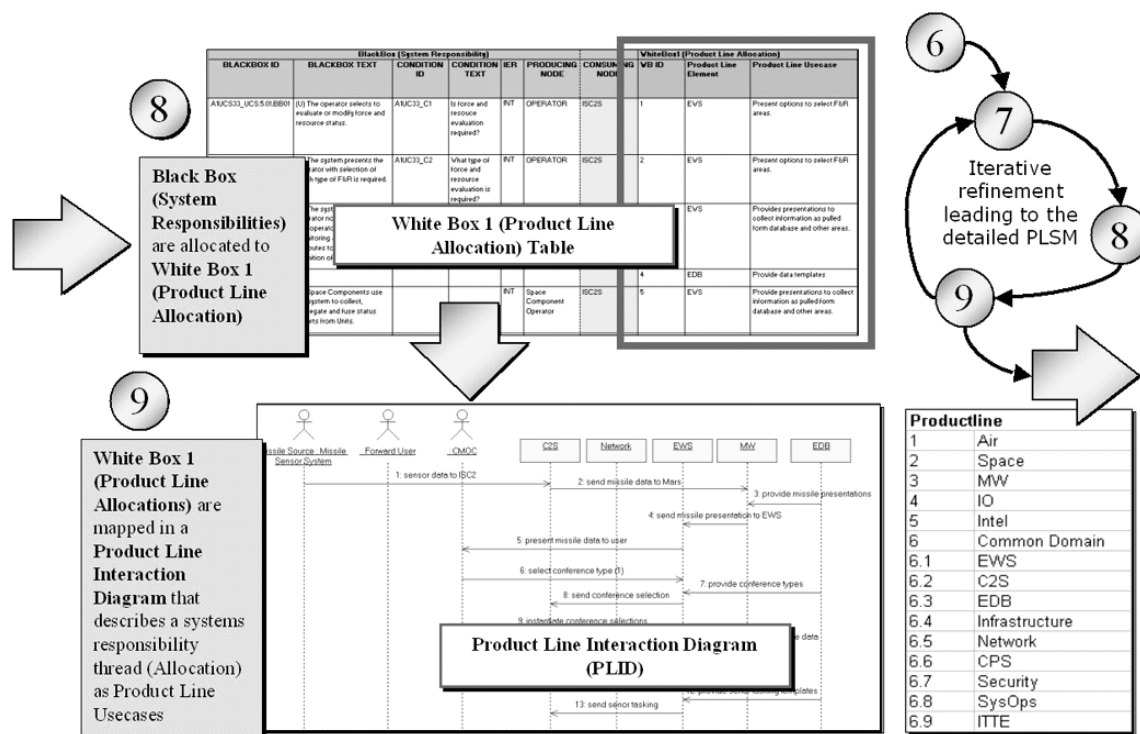 8
Black Box
(System
Responsibilities)
are allocated to
White Box 1
(Product Line
Allocation)
BlackBox (System Responsibility)
WhiteBox1 (Product Line Allocation)
BLACKBOX ID
BLACKBOX TEXT
CONDITION
ID
CONDITION
TEXT
IER
PRODUCING
NODE
CONSUMING
NODE
WB ID
Product Line
Element
Product Line Usecase
A1UCS33_UCS.5.01.BB01
(U) The operator selects to
evaluate or modify force and
resource status.
A1UC33_C1
Is force and
resouce
evaluation
required?
INT
OPERATOR
ISC2S
1
EWS
Present options to select F&R
areas.
The system presents the
with selection of
type of F&R is required.
A1UC33_C2
What type of
force and
resource
evaluation is
required?
INT
OPERATOR
ISC2S
2
EWS
Present options to select F&R
areas.
EWS
Provides presentations to
collect information as pulled
form database and other areas.
4
EDB
Provide data templates
Space Components use
system to collect,
and fuse status
from Units.
INT
Space
Component
Operator
ISC2S
5
EWS
Provide presentations to collect
information as pulled form
database and other areas.
White Box 1 (Product Line
Allocation) Table
6
7
Iterative
refinement
leading to the
detailed PLSM
8
9
9
White Box 1
(Product Line
Allocations) are
mapped in a
Product Line
Interaction
Diagram that
describes a systems
responsibility
thread (Allocation)
as Product Line
Usecases
Source : Missile
Sensor System
Forward User
CMOC
C2S
Network
EWS
MW
EDB
1: sensor data to ISC2
2: send missile data to Mars
3: provide missile presentations
4: send missile presentation to EWS
5: present missile data to user
6: select conference type (1)
7: provide conference types
8: send conference selection
9: instantiate conference selections
data
templates
13: send senor tasking
Product Line Interaction Diagram
(PLID)
Productline
1 Air
2 Space
3 MW
4 IO
5 Intel
6 Common Domain
6.1 EWS
6.2 C2S
6.3 EDB
6.4 Infrastructure
6.5 Network
6.6 CPS
6.7 Security
6.8 SysOps
6.9 ITTE